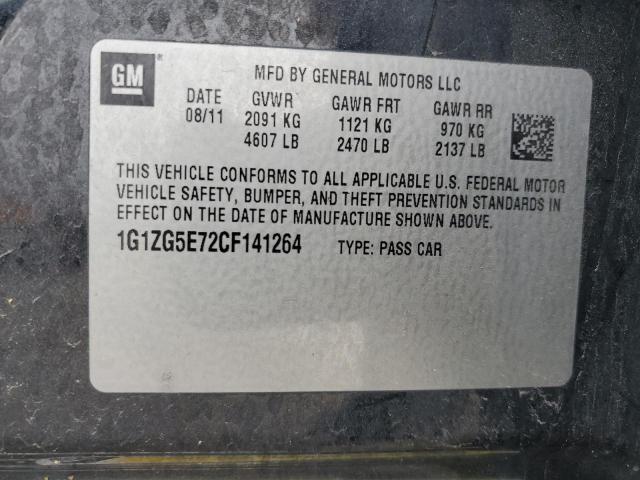 GM ®
MFD BY GENERAL MOTORS LLC
DATE GVWR GAWR FRT GAWR RR
08/11 2091 KG 1121 KG 970 KG
4607 LB 2470 LB 2137 LB
THIS VEHICLE CONFORMS TO ALL APPLICABLE U.S. FEDERAL MOTOR
VEHICLE SAFETY, BUMPER, AND THEFT PREVENTION STANDARDS IN
EFFECT ON THE DATE OF MANUFACTURE SHOWN ABOVE.
1G1ZG5E72CF141264 TYPE: PASS CAR